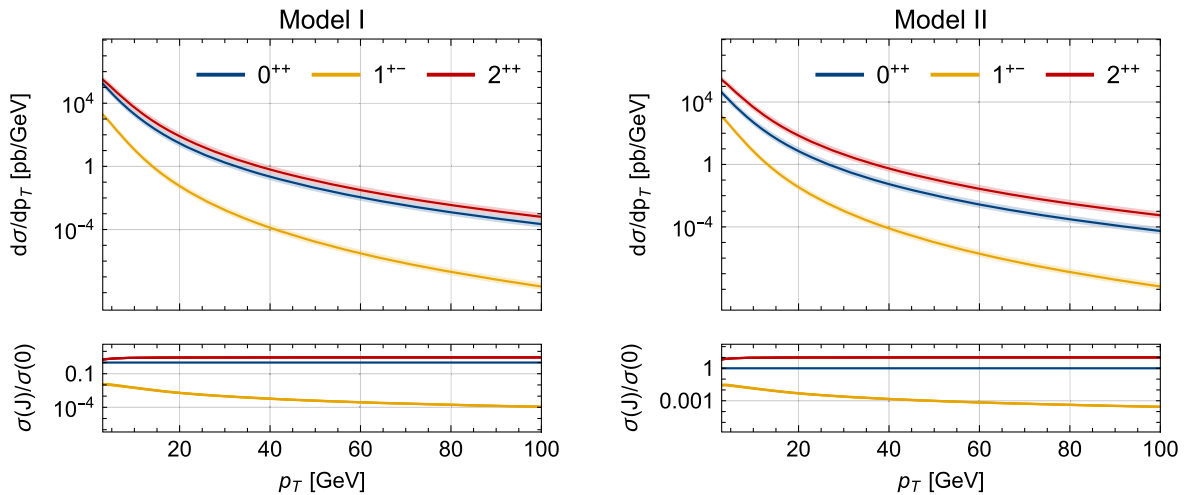 Model I
0⁺⁺ 1⁺⁻ 2⁺⁺
10⁴
1
10⁻⁴
dσ/dp_T [pb/GeV]
0.1
10⁻⁴
σ(J)/σ(0)
20 40 60 80 100
p_T [GeV]
Model II
0⁺⁺ 1⁺⁻ 2⁺⁺
10⁴
1
10⁻⁴
dσ/dp_T [pb/GeV]
1
0.001
σ(J)/σ(0)
20 40 60 80 100
p_T [GeV]